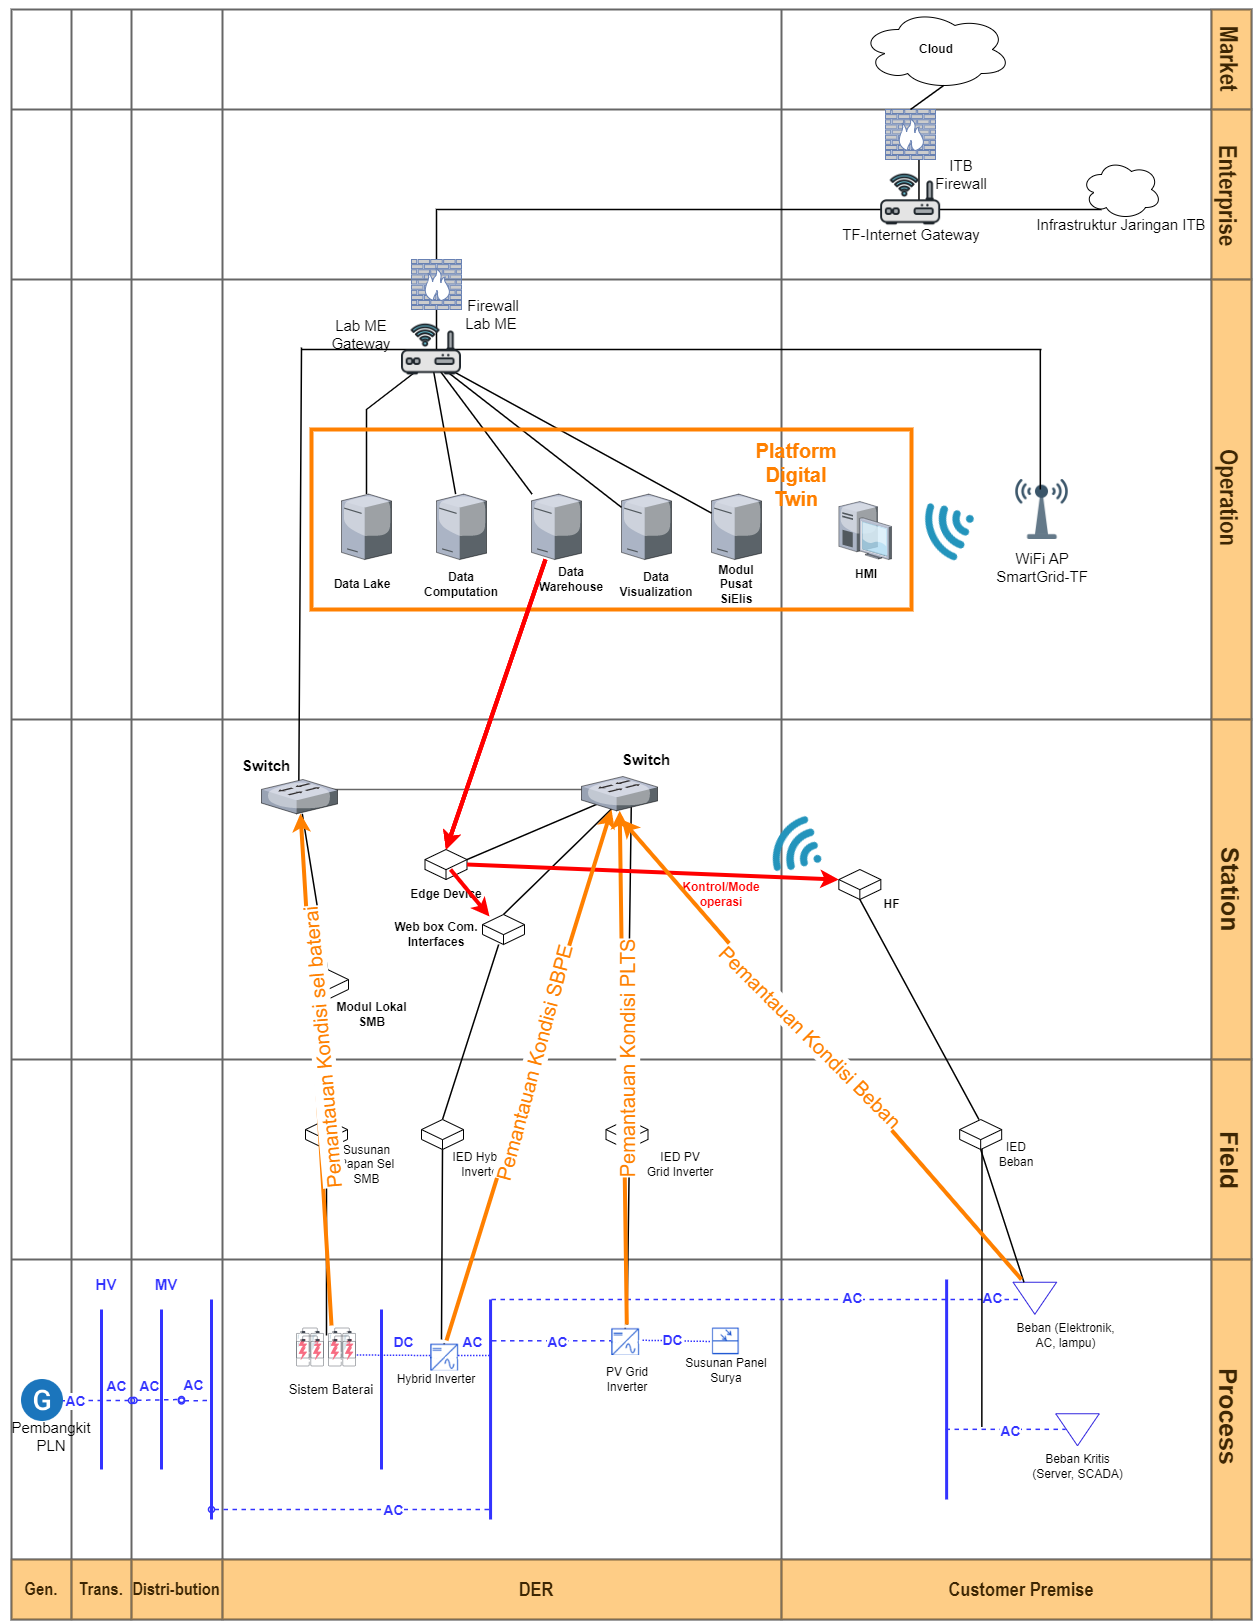 Cloud
Market
ITB
Firewall
TF-Internet Gateway
Infrastruktur Jaringan ITB
Enterprise
Firewall
Lab ME
Lab ME
Gateway
Platform
Digital
Twin
Data Lake
Data
Computation
Data
Warehouse
Data
Visualization
Modul
Pusat
SiElis
HMI
WiFi AP
SmartGrid-TF
Operation
Switch
Switch
Edge Device
Kontrol/Mode
operasi
HF
Web box Com.
Interfaces
Modul Lokal
SMB
Pemantauan Kondisi sel baterai
Pemantauan Kondisi SBPE
Pemantauan Kondisi PLTS
Pemantauan Kondisi Beban
Station
Susunan
Papan Sel
SMB
IED Hyb
Inverte
IED PV
Grid Inverter
IED
Beban
Field
HV
MV
AC
AC
AC
AC
DC
AC
AC
DC
AC
AC
AC
AC
G
Pembangkit
PLN
Sistem Baterai
Hybrid Inverter
PV Grid
Inverter
Susunan Panel
Surya
Beban (Elektronik,
AC, lampu)
Beban Kritis
(Server, SCADA)
Process
Gen.
Trans.
Distri-bution
DER
Customer Premise